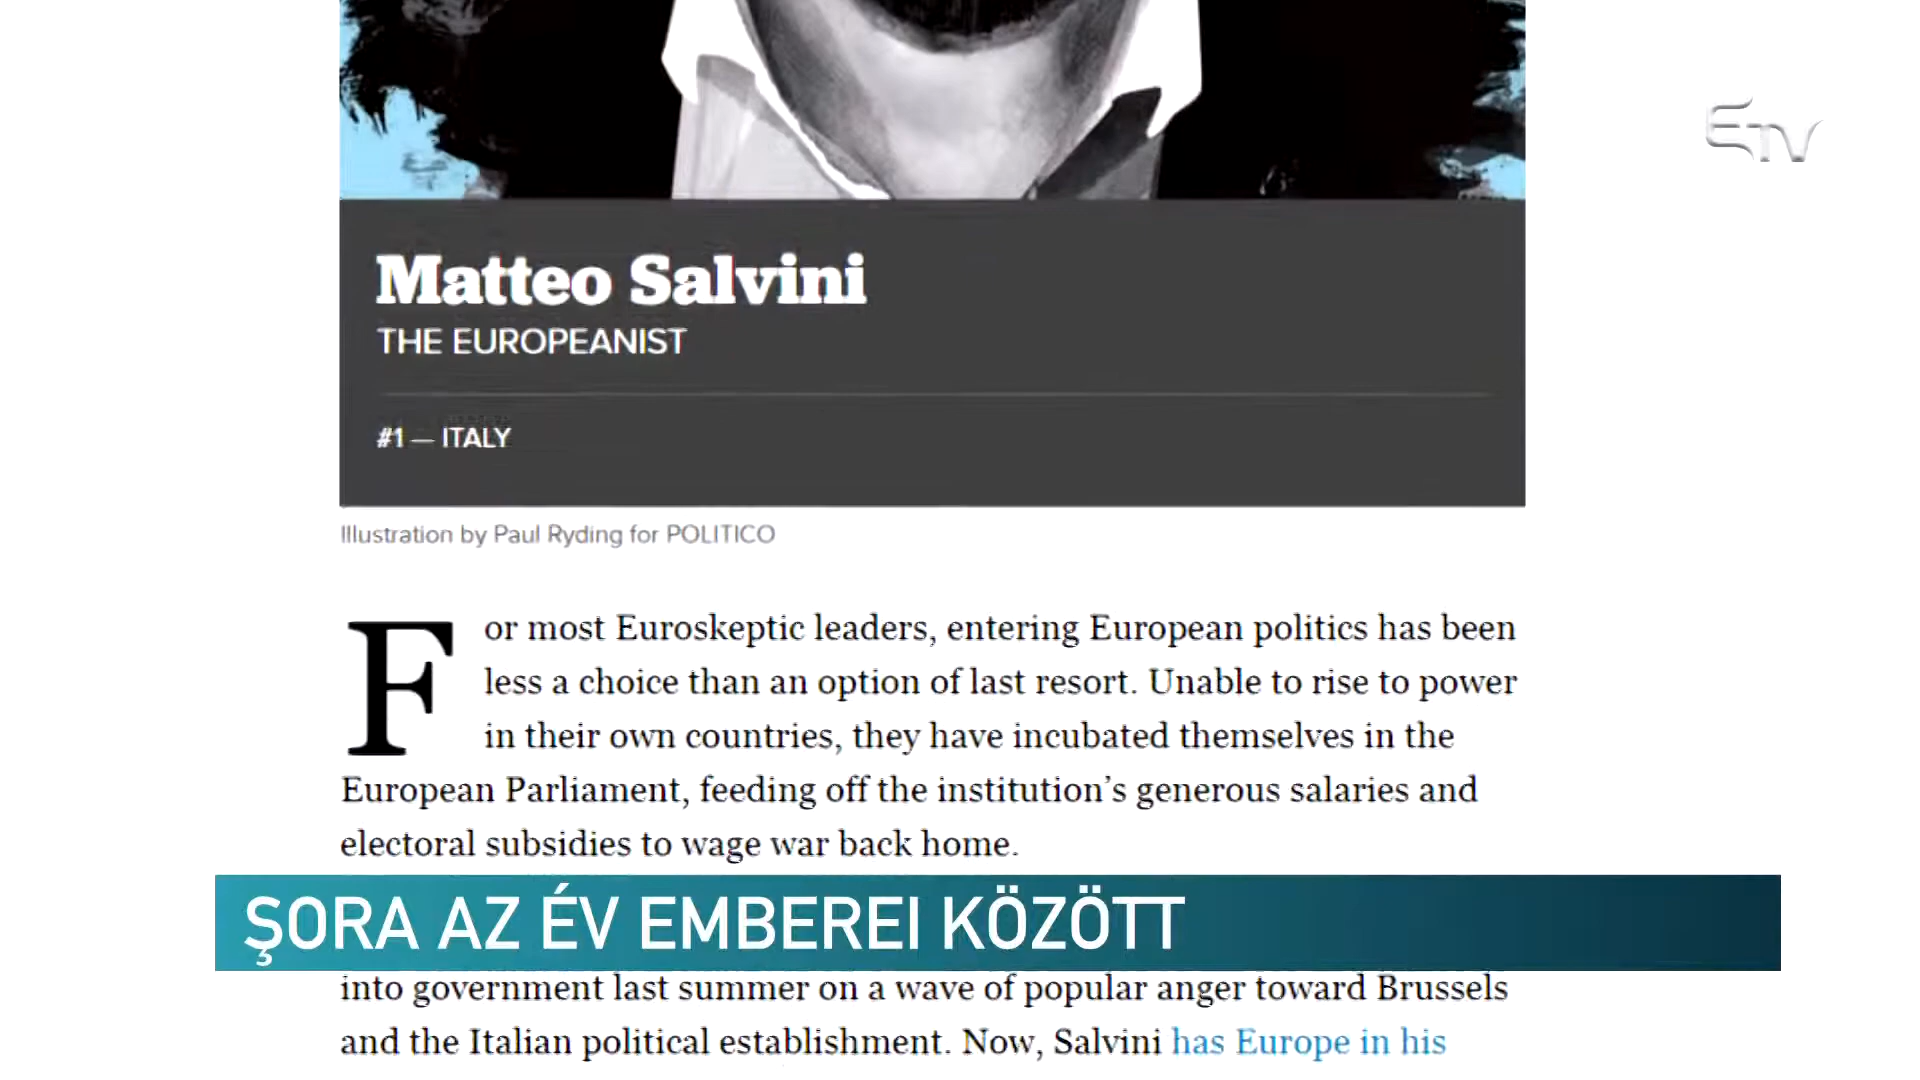 ETV
Matteo Salvini
THE EUROPEANIST
#1 — ITALY
Illustration by Paul Ryding for POLITICO
For most Euroskeptic leaders, entering European politics has been
less a choice than an option of last resort. Unable to rise to power
in their own countries, they have incubated themselves in the
European Parliament, feeding off the institution’s generous salaries and
electoral subsidies to wage war back home.
ŞORA AZ ÉV EMBEREI KÖZÖTT
into government last summer on a wave of popular anger toward Brussels
and the Italian political establishment. Now, Salvini has Europe in his